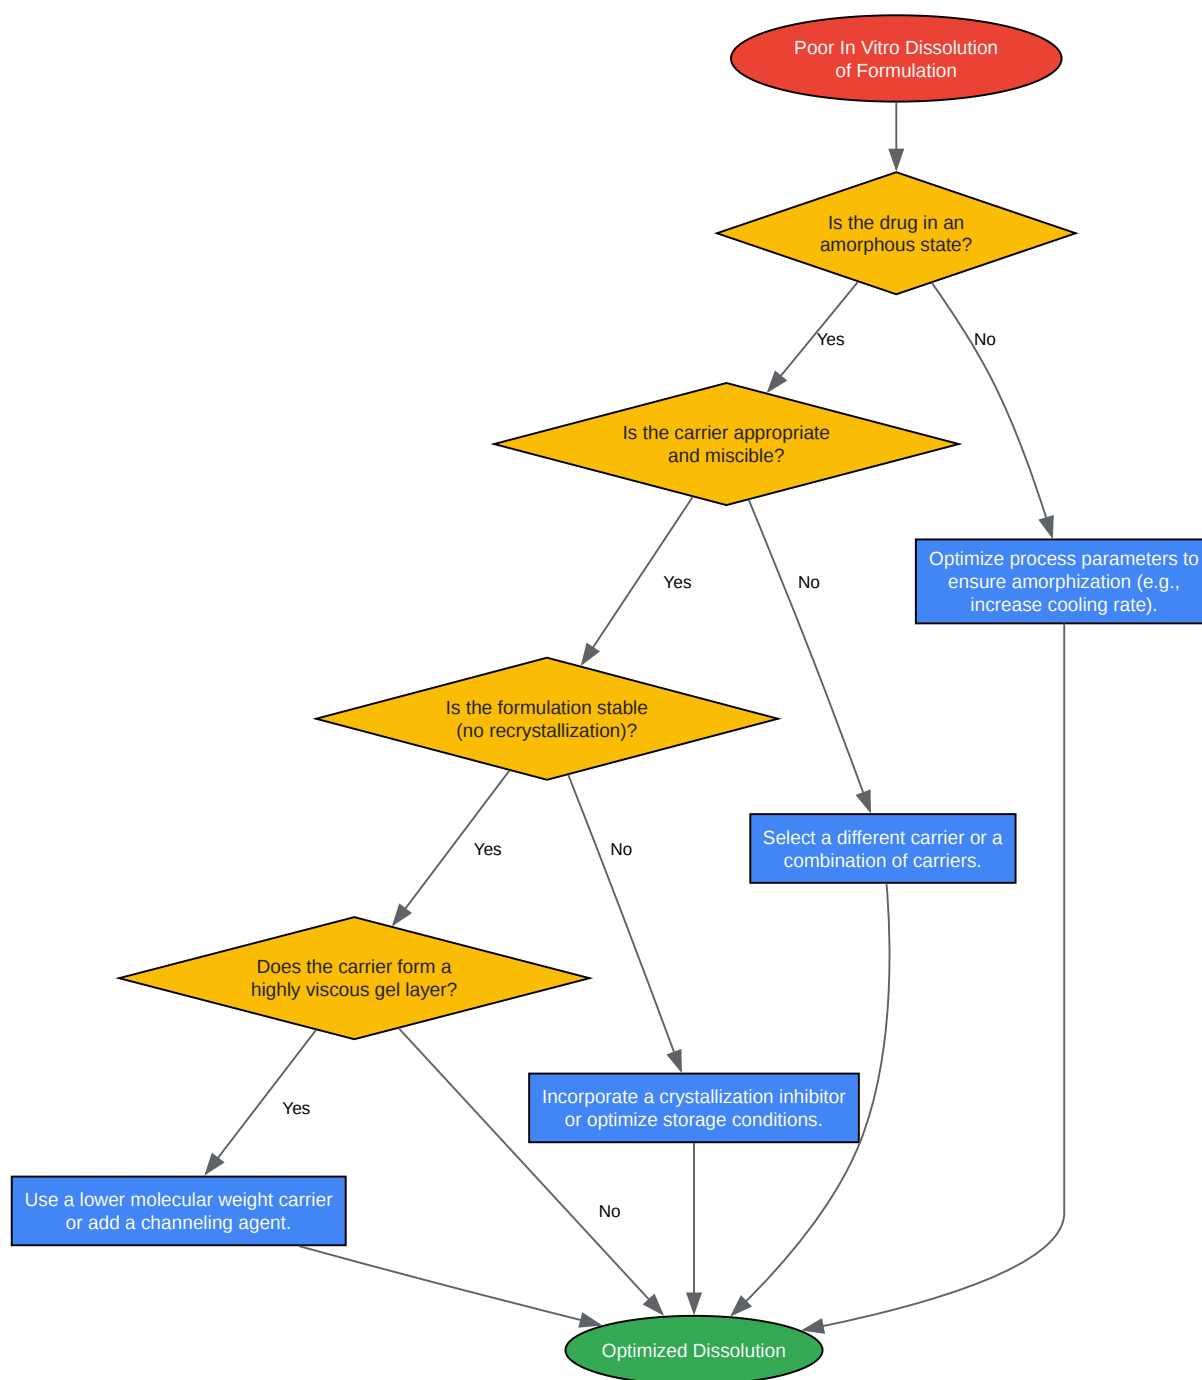 Poor In Vitro Dissolution
of Formulation
Is the drug in an
amorphous state?
Yes
No
Is the carrier appropriate
and miscible?
Optimize process parameters to
ensure amorphization (e.g.,
increase cooling rate).
Yes
No
Is the formulation stable
(no recrystallization)?
Select a different carrier or a
combination of carriers.
Yes
No
Does the carrier form a
highly viscous gel layer?
Incorporate a crystallization inhibitor
or optimize storage conditions.
Yes
No
Use a lower molecular weight carrier
or add a channeling agent.
Optimized Dissolution